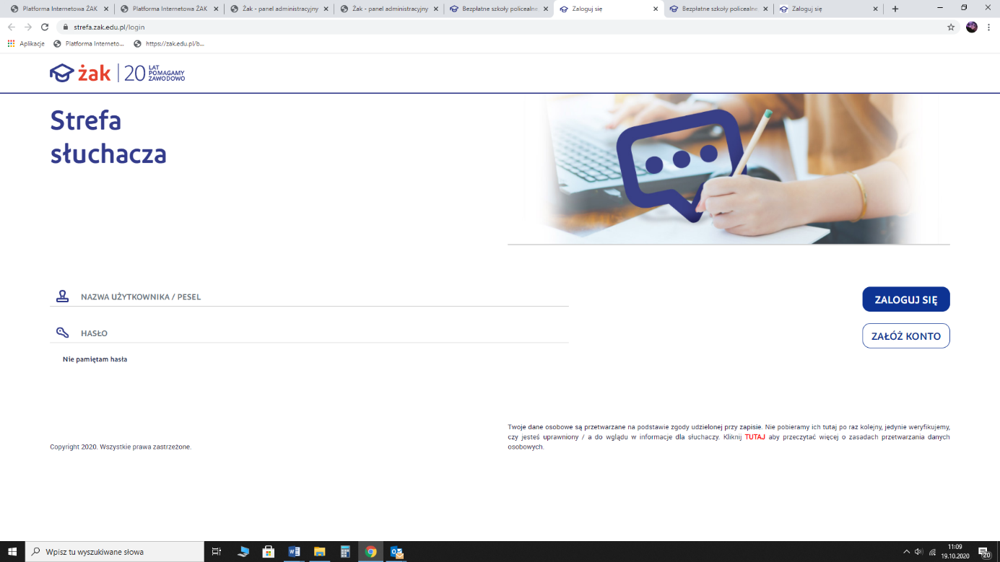 Platforma Internetowa ŻAK
Platforma Internetowa ŻAK
Żak - panel administracyjny
Żak - panel administracyjny
Bezpłatne szkoły policealne
Zaloguj się
Bezpłatne szkoły policealne
Zaloguj się
strefa.zak.edu.pl/login
Aplikacje
Platforma Interneto...
https://zak.edu.pl/b...
żak
20
LAT
POMAGAMY
ZAWODOWO
Strefa
słuchacza
NAZWA UŻYTKOWNIKA / PESEL
ZALOGUJ SIĘ
HASŁO
ZAŁÓŻ KONTO
Nie pamiętam hasła
Twoje dane osobowe są przetwarzane na podstawie zgody udzielonej przy zapisie. Nie pobieramy ich tutaj po raz kolejny, jedynie weryfikujemy,
czy jesteś uprawniony / a do wglądu w informacje dla słuchaczy. Kliknij TUTAJ aby przeczytać więcej o zasadach przetwarzania danych
osobowych.
Copyright 2020. Wszystkie prawa zastrzeżone.
Wpisz tu wyszukiwane słowa
11:09
19.10.2020
20